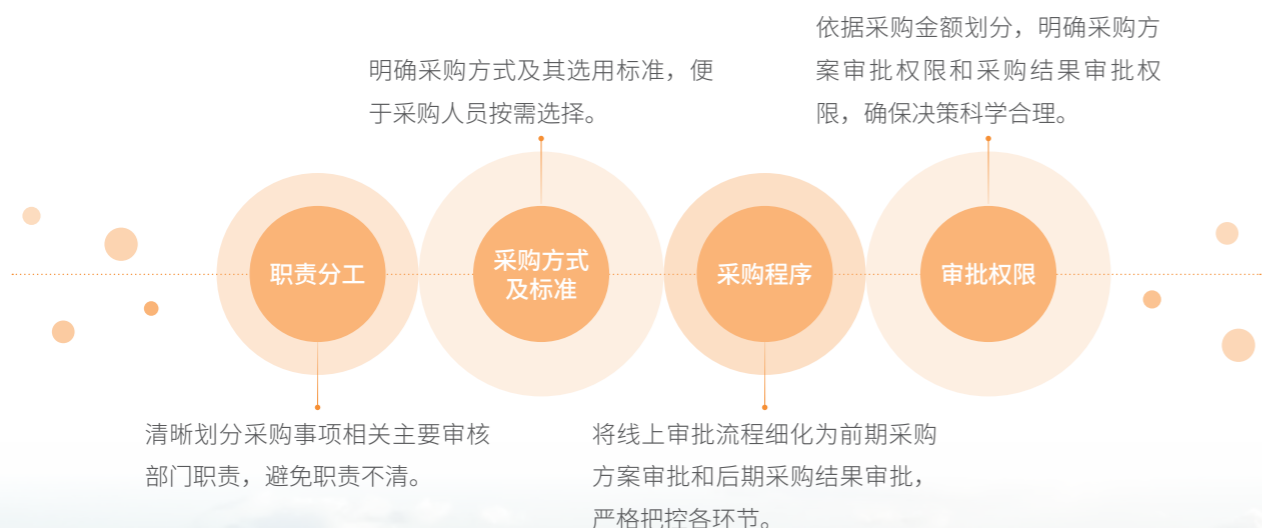 依据采购金额划分，明确采购方
案审批权限和采购结果审批权
限，确保决策科学合理。
明确采购方式及其选用标准，便
于采购人员按需选择。
职责分工
采购方式
及标准
采购程序
审批权限
清晰划分采购事项相关主要审核
部门职责，避免职责不清。
将线上审批流程细化为前期采购
方案审批和后期采购结果审批，
严格把控各环节。